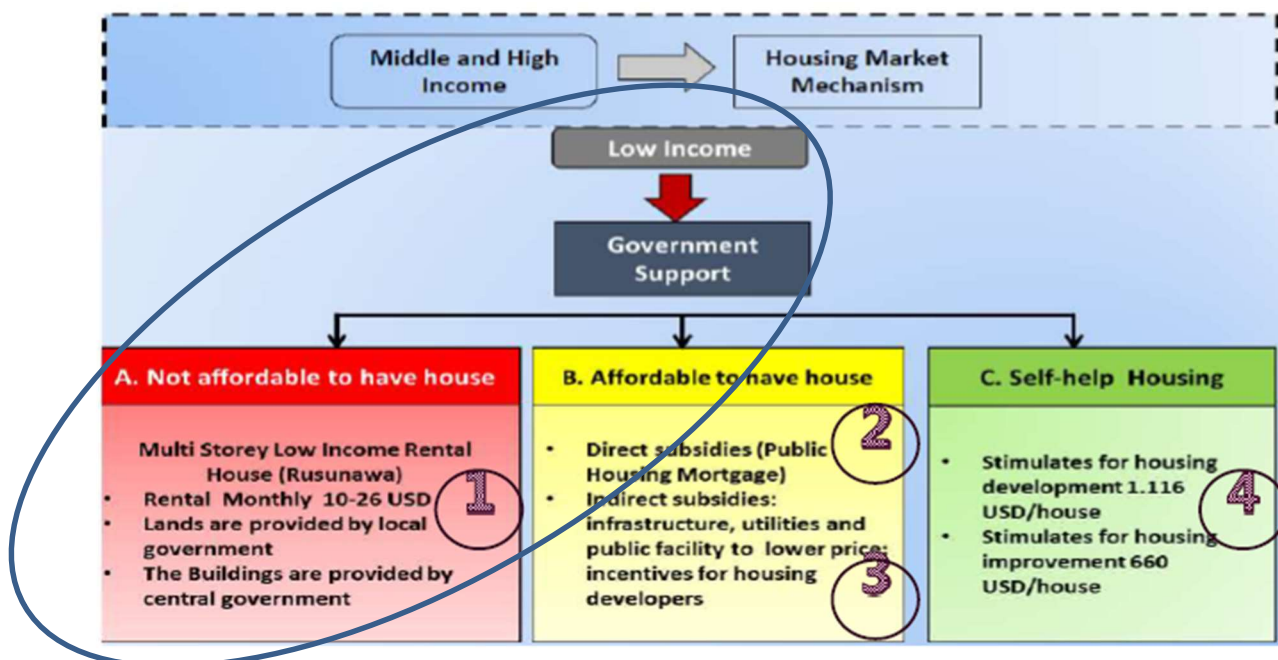 Middle and High
Income
Housing Market
Mechanism
Low Income
Government
Support
A. Not affordable to have house
Multi Storey Low Income Rental
House (Rusunawa)
• Rental Monthly 10-26 USD
• Lands are provided by local
government
• The Buildings are provided by
central government
1
B. Affordable to have house
• Direct subsidies (Public
Housing Mortgage)
• Indirect subsidies:
infrastructure, utilities and
public facility to lower price;
incentives for housing
developers
2
3
C. Self-help Housing
• Stimulates for housing
development 1.116
USD/house
• Stimulates for housing
improvement 660
USD/house
4